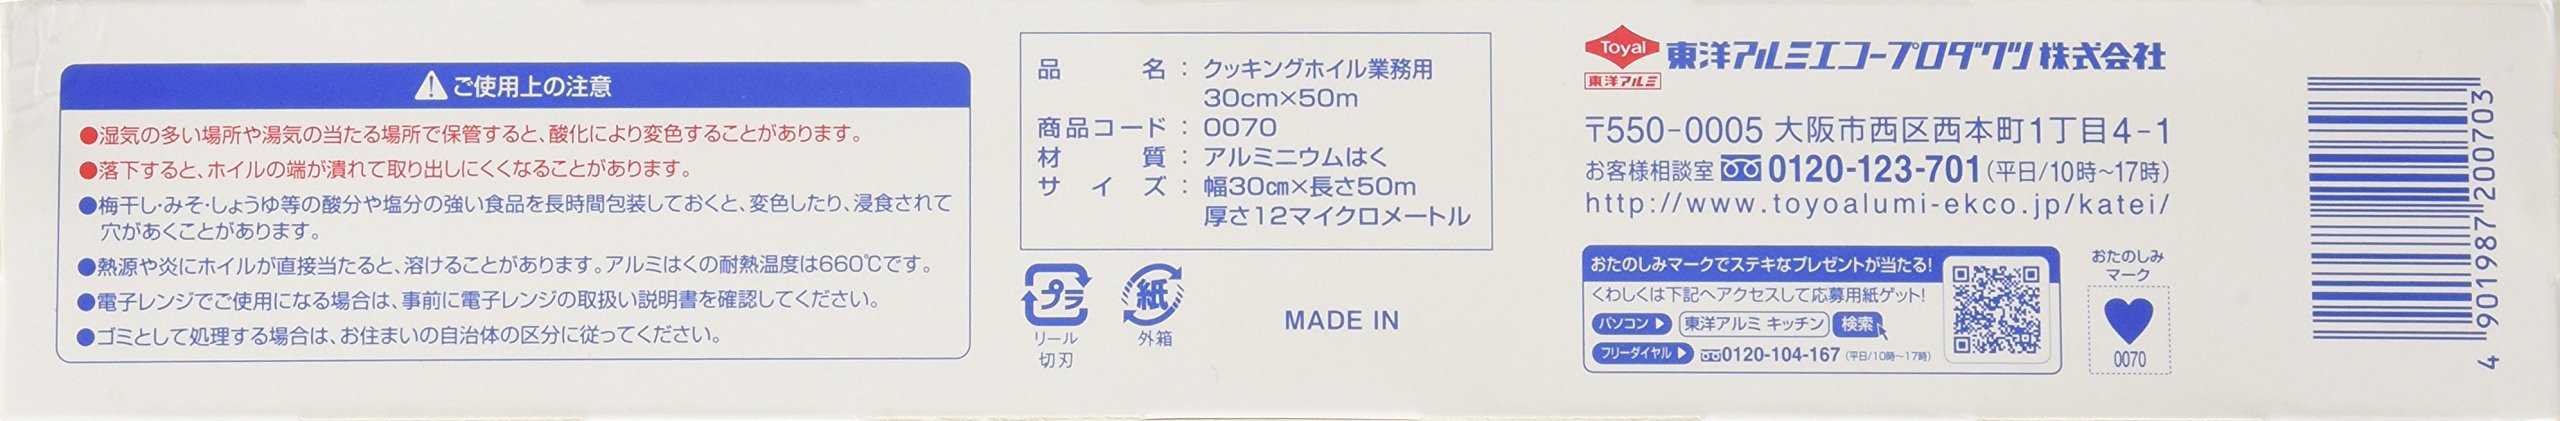 ご使用上の注意
●湿気の多い場所や湯気の当たる場所で保管すると、酸化により変色することがあります。
●落下すると、ホイルの端が潰れて取り出しにくくなることがあります。
●梅干し・みそ・しょうゆ等の酸分や塩分の強い食品を長時間包装しておくと、変色したり、浸食されて
穴があくことがあります。
●熱源や炎にホイルが直接当たると、溶けることがあります。アルミはくの耐熱温度は660℃です。
●電子レンジでご使用になる場合は、事前に電子レンジの取扱い説明書を確認してください。
●ゴミとして処理する場合は、お住まいの自治体の区分に従ってください。
品名：クッキングホイル業務用
30cm×50m
商品コード：0070
材質：アルミニウムはく
サイズ：幅30cm×長さ50m
厚さ12マイクロメートル
プラ
リール
切刃
紙
外箱
MADE IN
Toyal
東洋アルミ
東洋アルミエコープロダクツ株式会社
〒550-0005 大阪市西区西本町1丁目4-1
お客様相談室 0120-123-701(平日/10時〜17時)
http://www.toyoalumi-ekco.jp/katei/
おたのしみマークでステキなプレゼントが当たる!
くわしくは下記へアクセスして応募用紙ゲット!
パソコン▶ 東洋アルミ キッチン 検索
フリーダイヤル▶ 0120-104-167 (平日/10時〜17時)
おたのしみ
マーク
0070
4 901987 200703